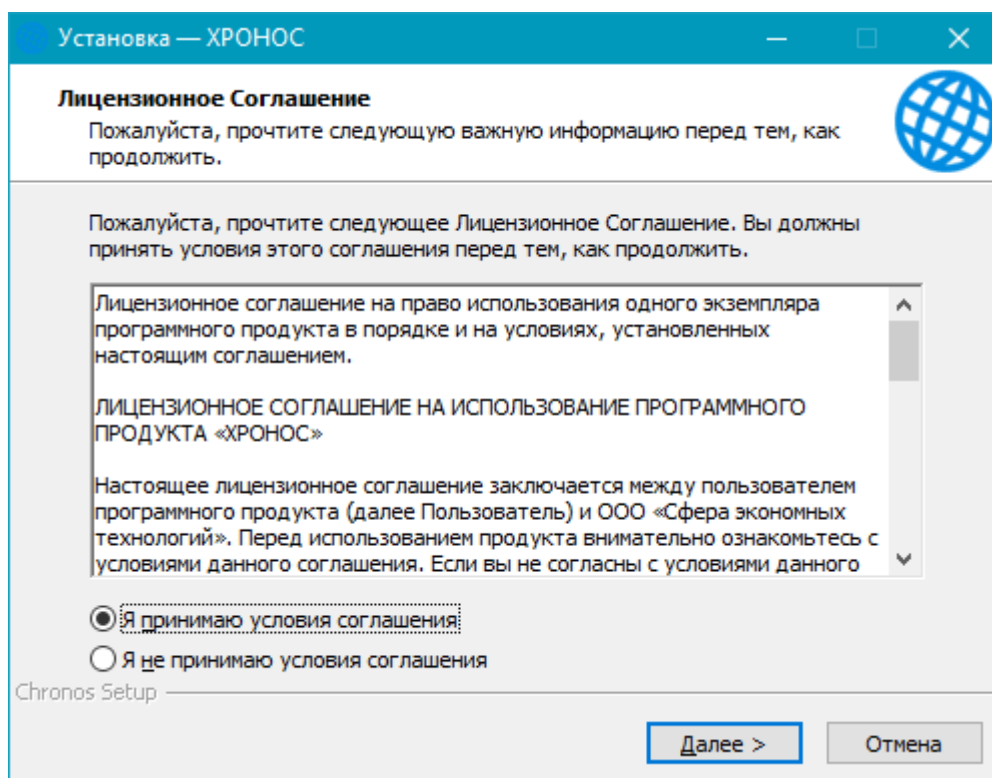 Установка — ХРОНОС
Лицензионное Соглашение
Пожалуйста, прочтите следующую важную информацию перед тем, как
продолжить.
Пожалуйста, прочтите следующее Лицензионное Соглашение. Вы должны
принять условия этого соглашения перед тем, как продолжить.
Лицензионное соглашение на право использования одного экземпляра
программного продукта в порядке и на условиях, установленных
настоящим соглашением.
ЛИЦЕНЗИОННОЕ СОГЛАШЕНИЕ НА ИСПОЛЬЗОВАНИЕ ПРОГРАММНОГО
ПРОДУКТА «ХРОНОС»
Настоящее лицензионное соглашение заключается между пользователем
программного продукта (далее Пользователь) и ООО «Сфера экономных
технологий». Перед использованием продукта внимательно ознакомьтесь с
условиями данного соглашения. Если вы не согласны с условиями данного
Я принимаю условия соглашения
Я не принимаю условия соглашения
Chronos Setup
Далее >
Отмена